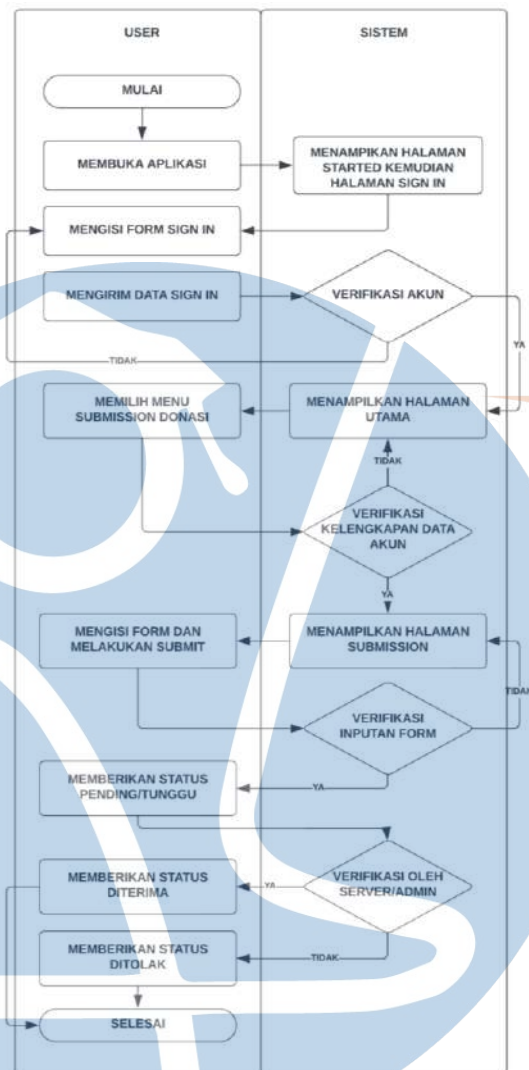 USER
SISTEM
MULAI
MEMBUKA APLIKASI
MENAMPIKAN HALAMAN
STARTED KEMUDIAN
HALAMAN SIGN IN
MENGISI FORM SIGN IN
MENGIRIM DATA SIGN IN
VERIFIKASI AKUN
YA
TIDAK
MEMILIH MENU
SUBMISSION DONASI
MENAMPILKAN HALAMAN
UTAMA
TIDAK
VERIFIKASI
KELENGKAPAN DATA
AKUN
YA
MENGISI FORM DAN
MELAKUKAN SUBMIT
MENAMPILKAN HALAMAN
SUBMISSION
TIDAK
VERIFIKASI
INPUTAN FORM
MEMBERIKAN STATUS
PENDING/TUNGGU
YA
VERIFIKASI OLEH
SERVER/ADMIN
MEMBERIKAN STATUS
DITERIMA
YA
MEMBERIKAN STATUS
DITOLAK
TIDAK
SELESAI